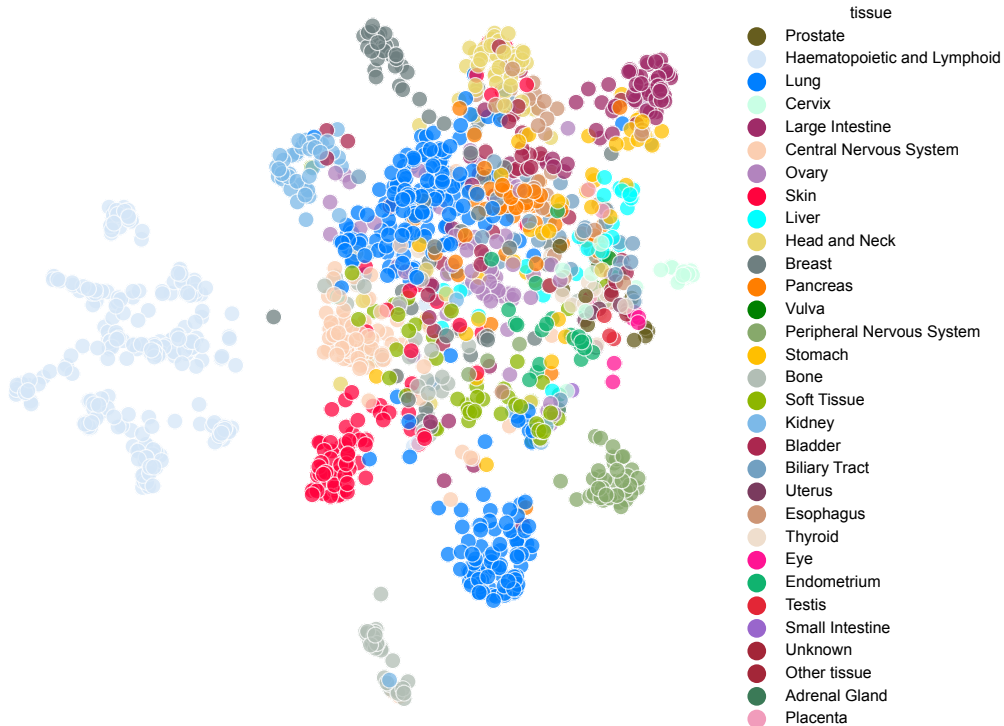 tissue
Prostate
Haematopoietic and Lymphoid
Lung
Cervix
Large Intestine
Central Nervous System
Ovary
Skin
Liver
Head and Neck
Breast
Pancreas
Vulva
Peripheral Nervous System
Stomach
Bone
Soft Tissue
Kidney
Bladder
Biliary Tract
Uterus
Esophagus
Thyroid
Eye
Endometrium
Testis
Small Intestine
Unknown
Other tissue
Adrenal Gland
Placenta